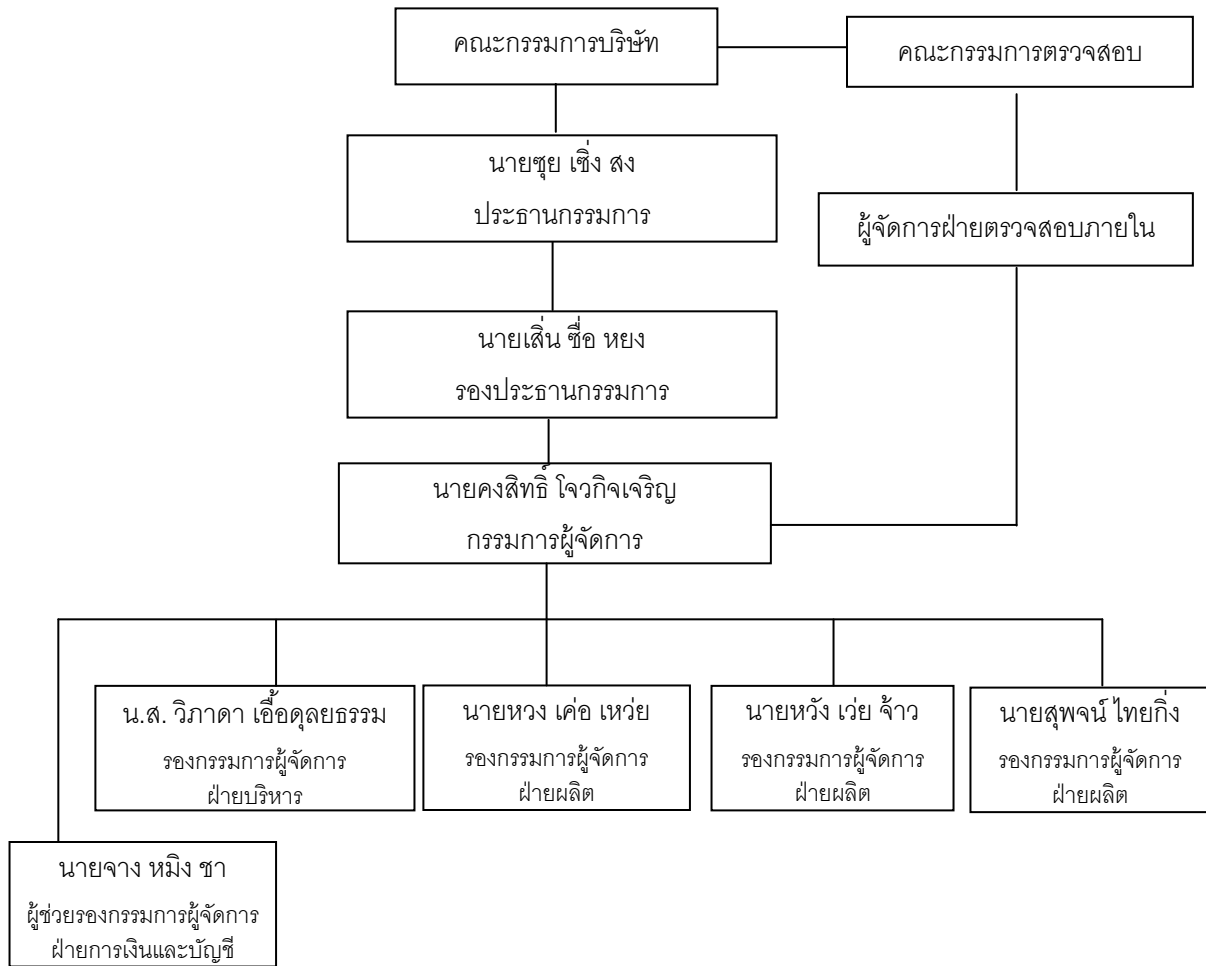 คณะกรรมการบริษัท
คณะกรรมการตรวจสอบ
นายซุย เซิ่ง สง
ประธานกรรมการ
ผู้จัดการฝ่ายตรวจสอบภายใน
นายเสิ่น ซื่อ หยง
รองประธานกรรมการ
นายคงสิทธิ์ โจวกิจเจริญ
กรรมการผู้จัดการ
น.ส. วิภาดา เอื้อดุลยธรรม
รองกรรมการผู้จัดการ
ฝ่ายบริหาร
นายหวง เค่อ เหว่ย
รองกรรมการผู้จัดการ
ฝ่ายผลิต
นายหวัง เว่ย จ้าว
รองกรรมการผู้จัดการ
ฝ่ายผลิต
นายสุพจน์ ไทยกิ่ง
รองกรรมการผู้จัดการ
ฝ่ายผลิต
นายจาง หมิง ชา
ผู้ช่วยรองกรรมการผู้จัดการ
ฝ่ายการเงินและบัญชี